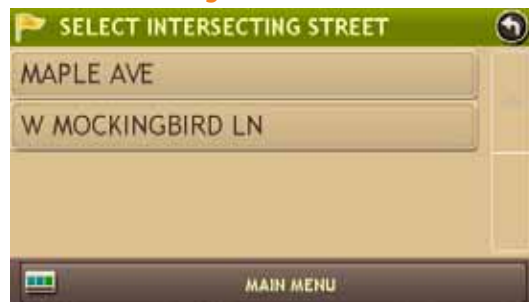 SELECT INTERSECTING STREET
MAPLE AVE
W MOCKINGBIRD LN
MAIN MENU